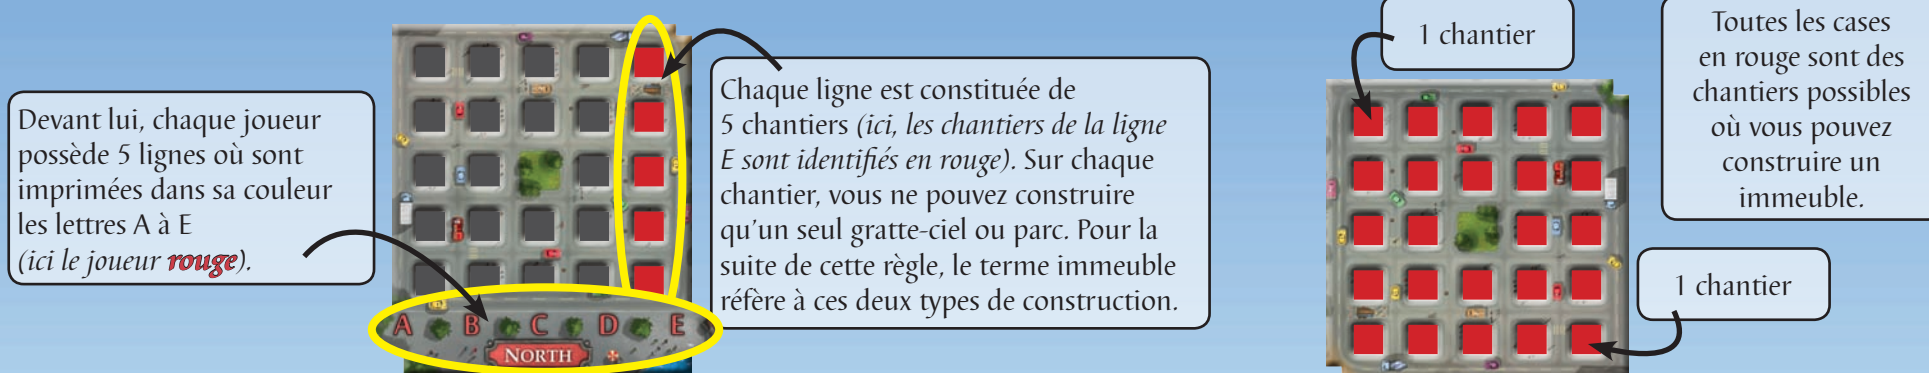 Devant lui, chaque joueur
possède 5 lignes où sont
imprimées dans sa couleur
les lettres A à E
(ici le joueur rouge).
A B C D E
NORTH
Chaque ligne est constituée de
5 chantiers (ici, les chantiers de la ligne
E sont identifiés en rouge). Sur chaque
chantier, vous ne pouvez construire
qu'un seul gratte-ciel ou parc. Pour la
suite de cette règle, le terme immeuble
réfère à ces deux types de construction.
1 chantier
Toutes les cases
en rouge sont des
chantiers possibles
où vous pouvez
construire un
immeuble.
1 chantier